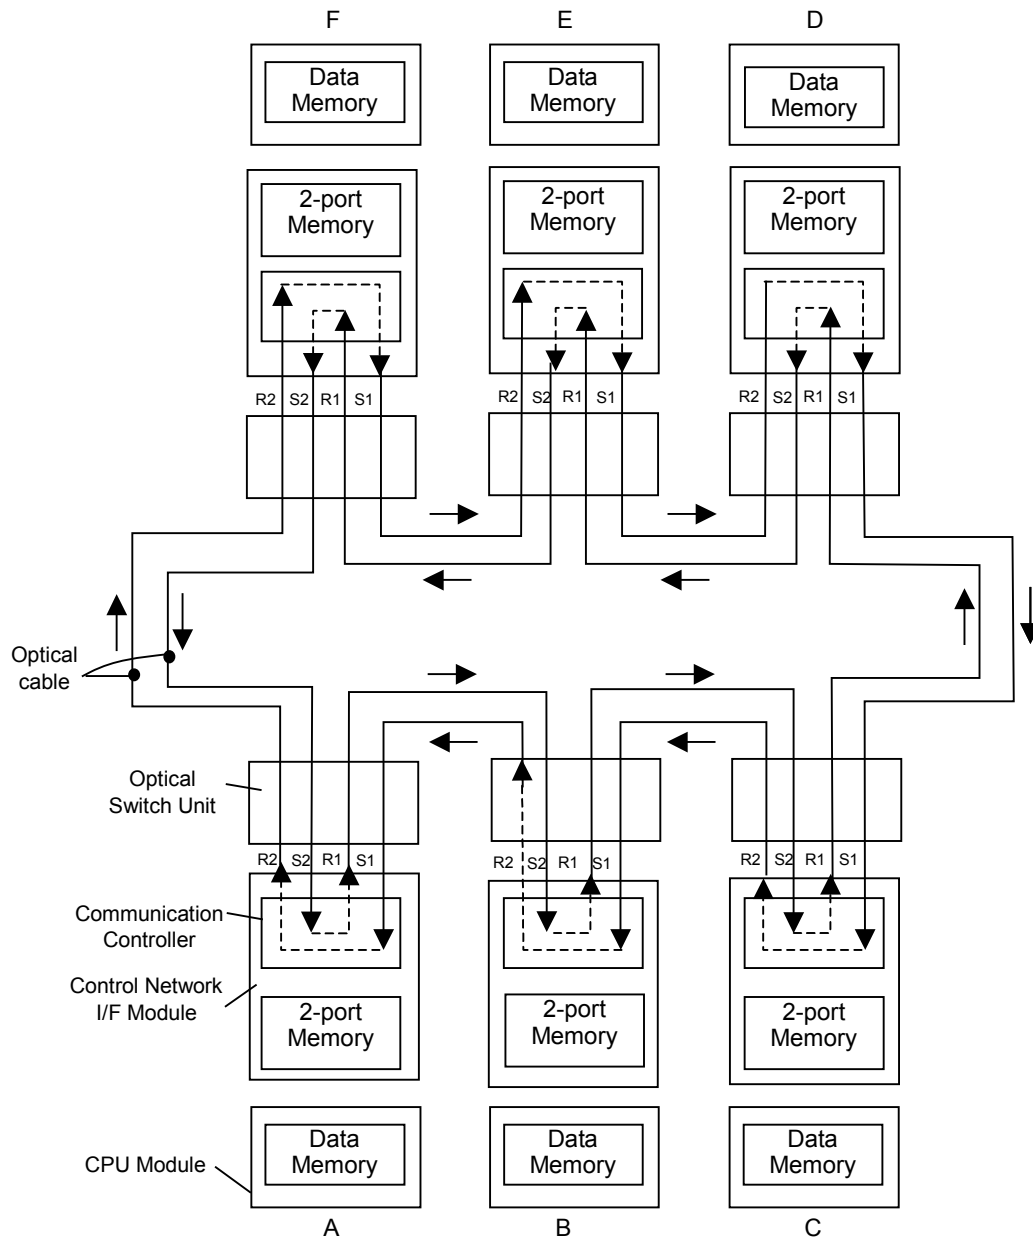 F
E
D
Data
Memory
Data
Memory
Data
Memory
2-port
Memory
2-port
Memory
2-port
Memory
R2 S2 R1 S1
R2 S2 R1 S1
R2 S2 R1 S1
Optical
cable
Optical
Switch Unit
R2 S2 R1 S1
R2 S2 R1 S1
R2 S2 R1 S1
Communication
Controller
Control Network
I/F Module
2-port
Memory
2-port
Memory
2-port
Memory
CPU Module
Data
Memory
Data
Memory
Data
Memory
A
B
C